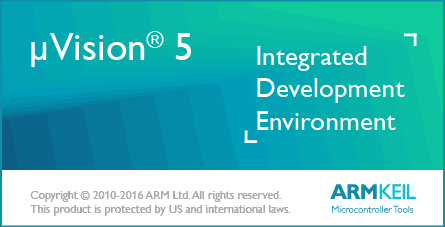 µVision® 5
Integrated
Development
Environment
Copyright © 2010-2016 ARM Ltd. All rights reserved.
This product is protected by US and international laws.
ARMKEIL
Microcontroller Tools